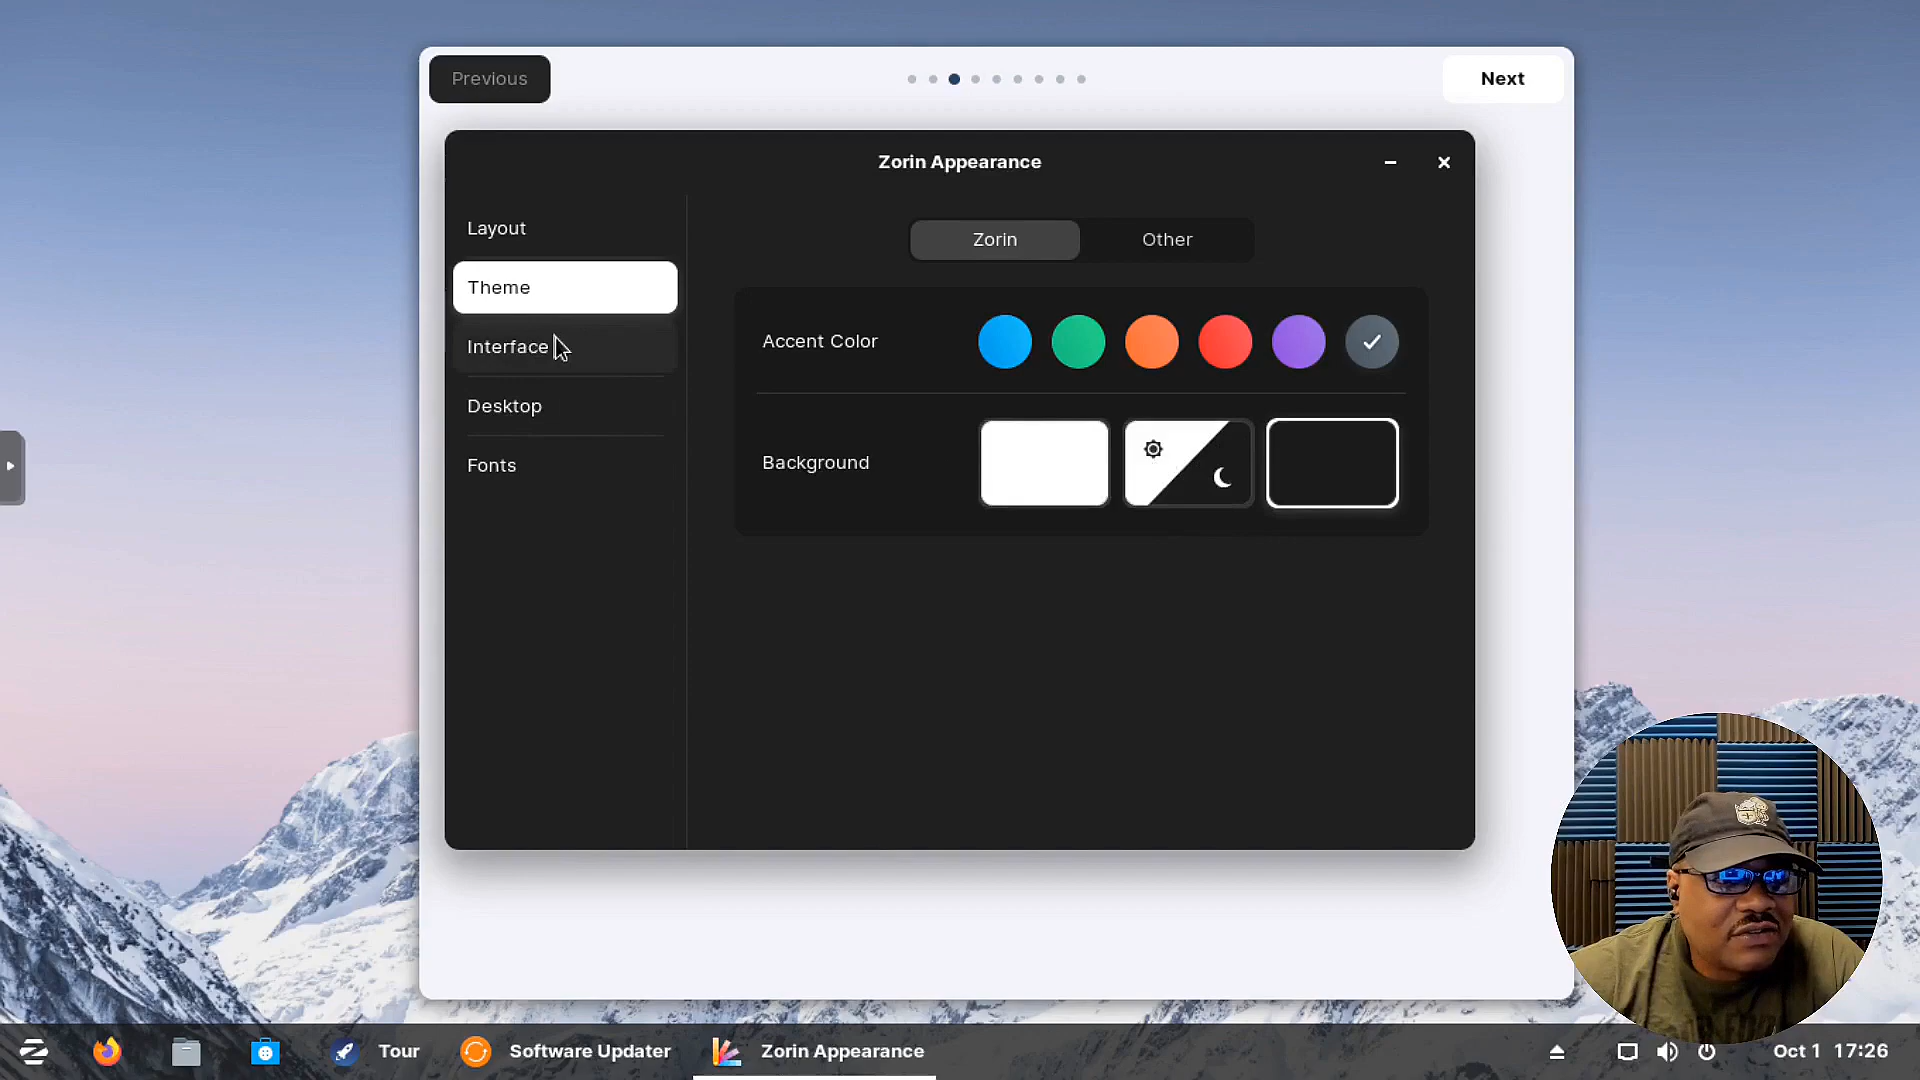 Previous
Next
Zorin Appearance
Layout
Theme
Interface
Desktop
Fonts
Zorin
Other
Accent Color
Background
Tour
Software Updater
Zorin Appearance
Oct 1 17:26